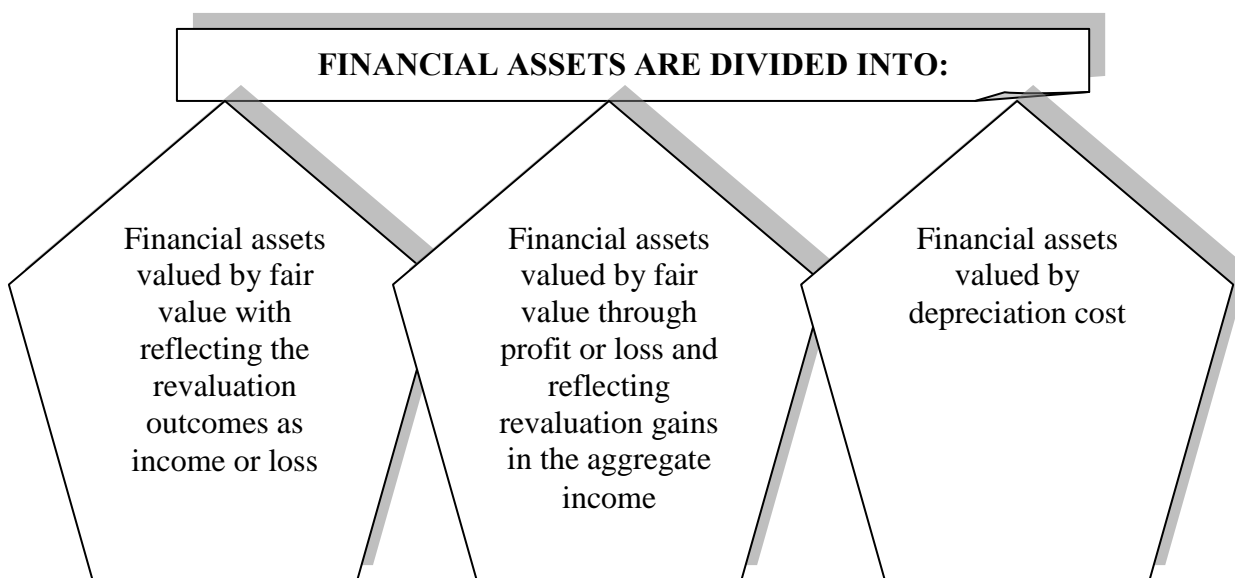 FINANCIAL ASSETS ARE DIVIDED INTO:
Financial assets
valued by fair
value with
reflecting the
revaluation
outcomes as
income or loss
Financial assets
valued by fair
value through
profit or loss and
reflecting
revaluation gains
in the aggregate
income
Financial assets
valued by
depreciation cost